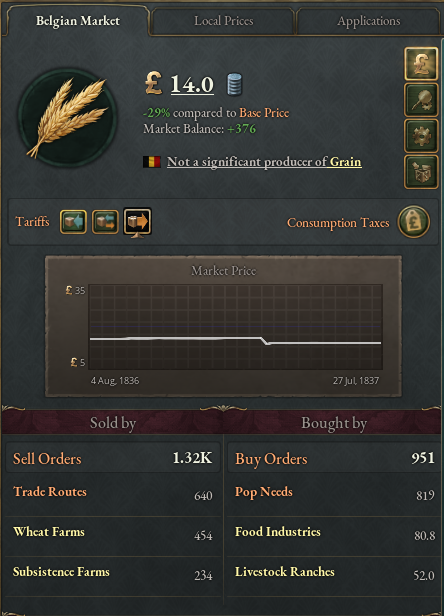 Belgian Market
Local Prices
Applications
£ 14.0
-29% compared to Base Price
Market Balance: +376
Not a significant producer of Grain
Tariffs
Consumption Taxes
£
Market Price
£ 35
£ 5
4 Aug, 1836
27 Jul, 1837
Sold by
Bought by
Sell Orders 1.32K
Buy Orders 951
Trade Routes 640
Pop Needs 819
Wheat Farms 454
Food Industries 80.8
Subsistence Farms 234
Livestock Ranches 52.0